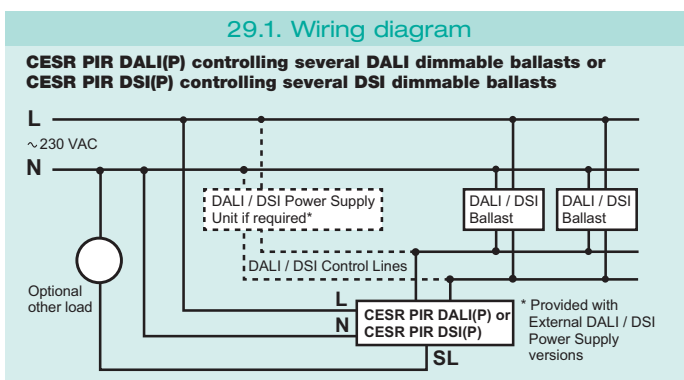 29.1. Wiring diagram
CESR PIR DALI(P) controlling several DALI dimmable ballasts or
CESR PIR DSI(P) controlling several DSI dimmable ballasts
L
~230 VAC
N
DALI / DSI Power Supply
Unit if required*
DALI / DSI
Ballast
DALI / DSI
Ballast
DALI / DSI Control Lines
Optional
other load
L
N
CESR PIR DALI(P) or
CESR PIR DSI(P)
SL
* Provided with
External DALI / DSI
Power Supply
versions